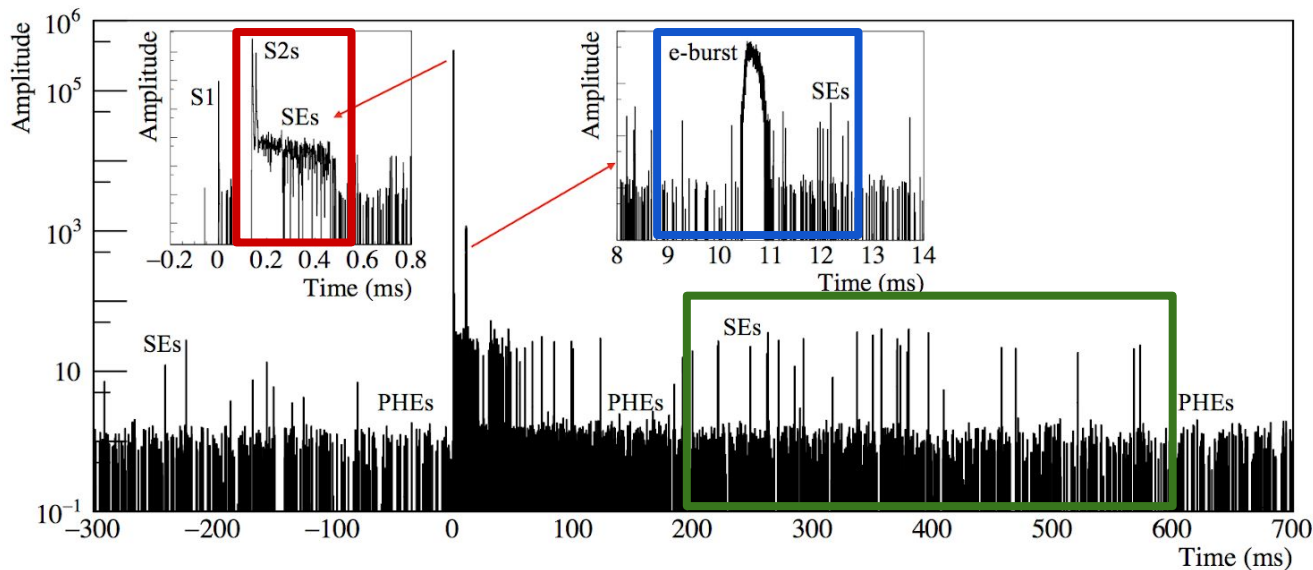 10^6
10^5
10^3
10
10^−1
Amplitude
−300
−200
−100
0
100
200
300
400
500
600
700
Time (ms)
SEs
PHEs
PHEs
SEs
PHEs
Amplitude
S1
S2s
SEs
−0.2
0
0.2
0.4
0.6
0.8
Time (ms)
Amplitude
e-burst
SEs
8
9
10
11
12
13
14
Time (ms)